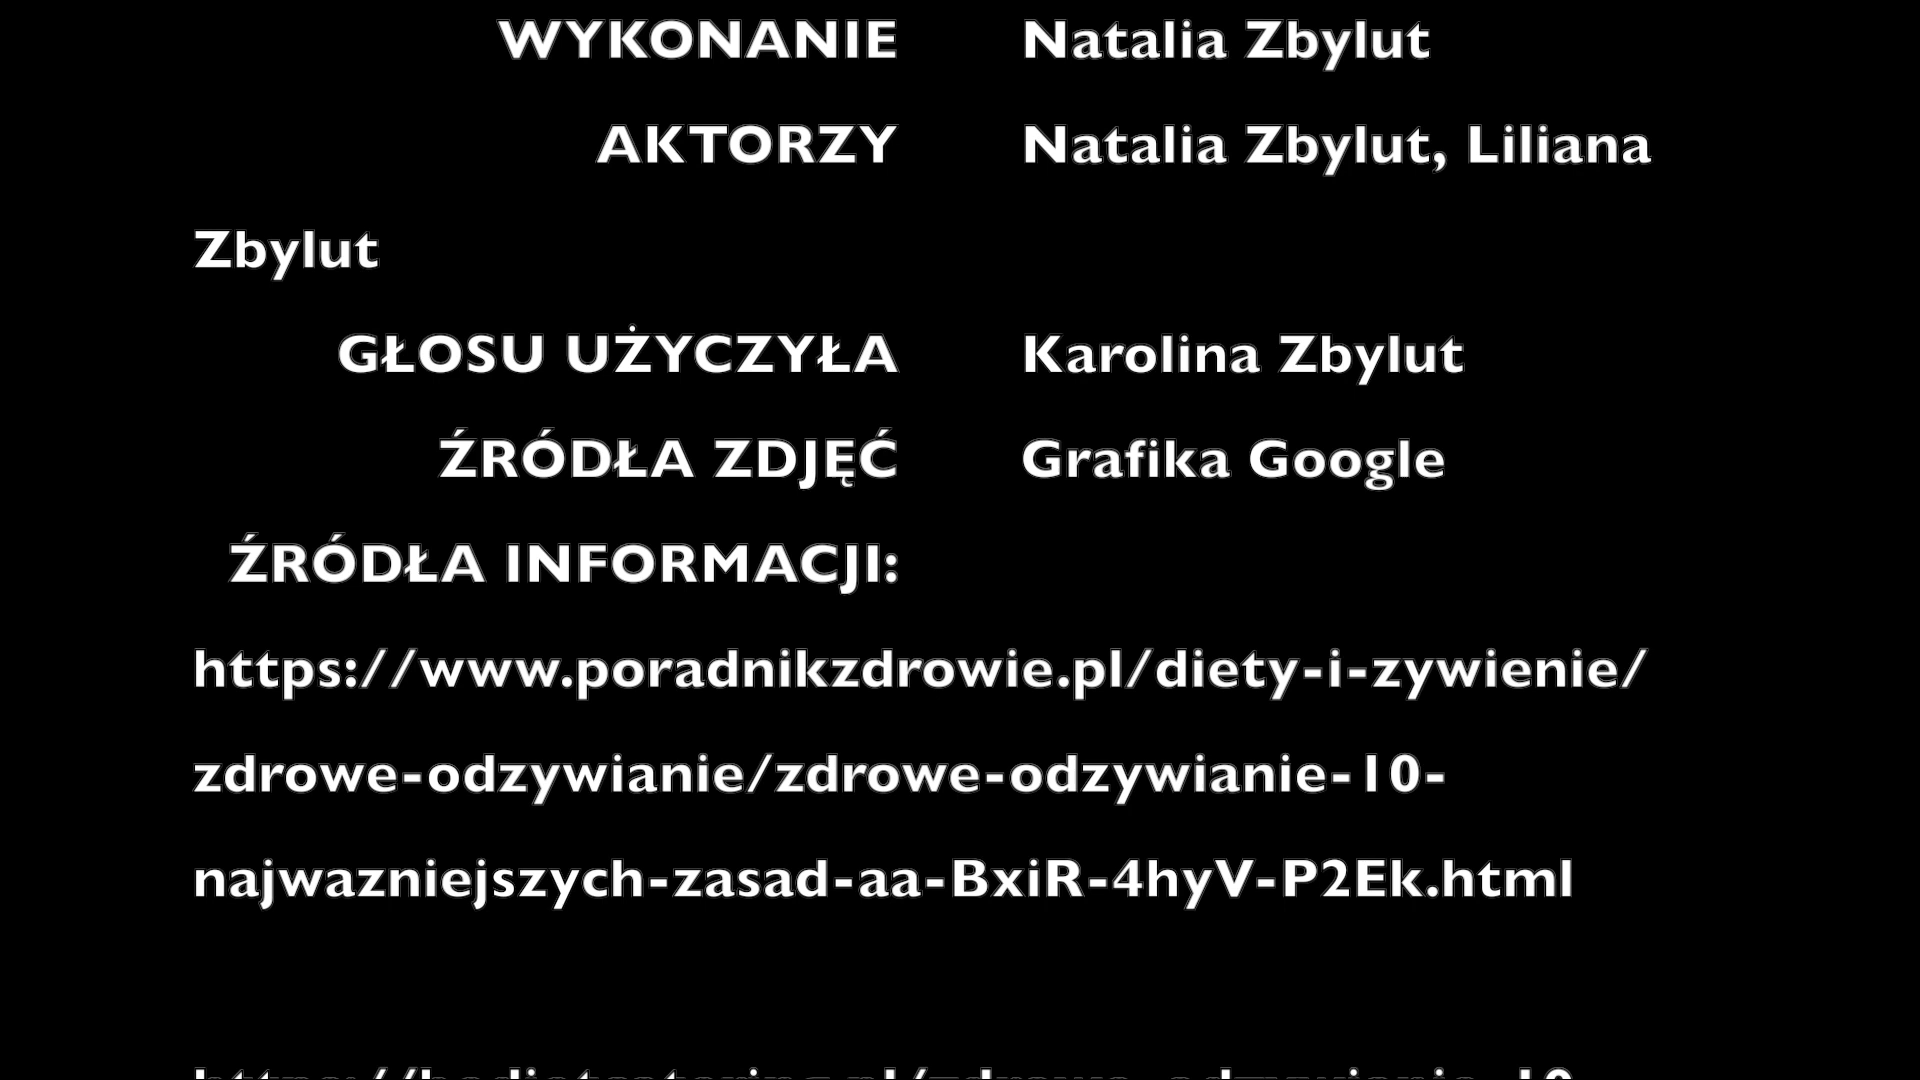 WYKONANIE Natalia Zbylut
AKTORZY Natalia Zbylut, Liliana
Zbylut
GŁOSU UŻYCZYŁA Karolina Zbylut
ŹRÓDŁA ZDJĘĆ Grafika Google
ŹRÓDŁA INFORMACJI:
https://www.poradnikzdrowie.pl/diety-i-zywienie/
zdrowe-odzywianie/zdrowe-odzywianie-10-
najwazniejszych-zasad-aa-BxiR-4hyV-P2Ek.html